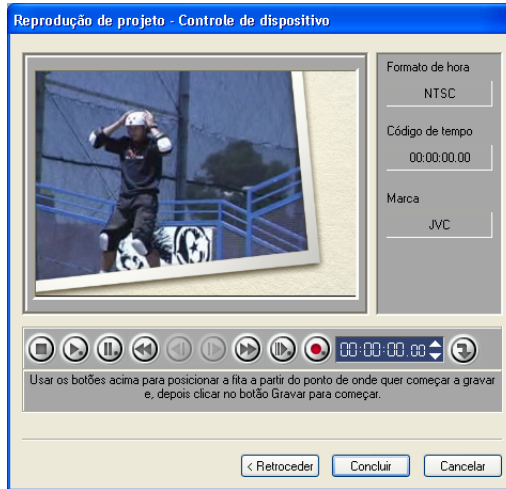 Reprodução de projeto - Controle de dispositivo
Formato de hora
NTSC
Código de tempo
00:00:00.00
Marca
JVC
00:00:00.00
Usar os botões acima para posicionar a fita a partir do ponto de onde quer começar a gravar
e, depois clicar no botão Gravar para começar.
< Retroceder
Concluir
Cancelar